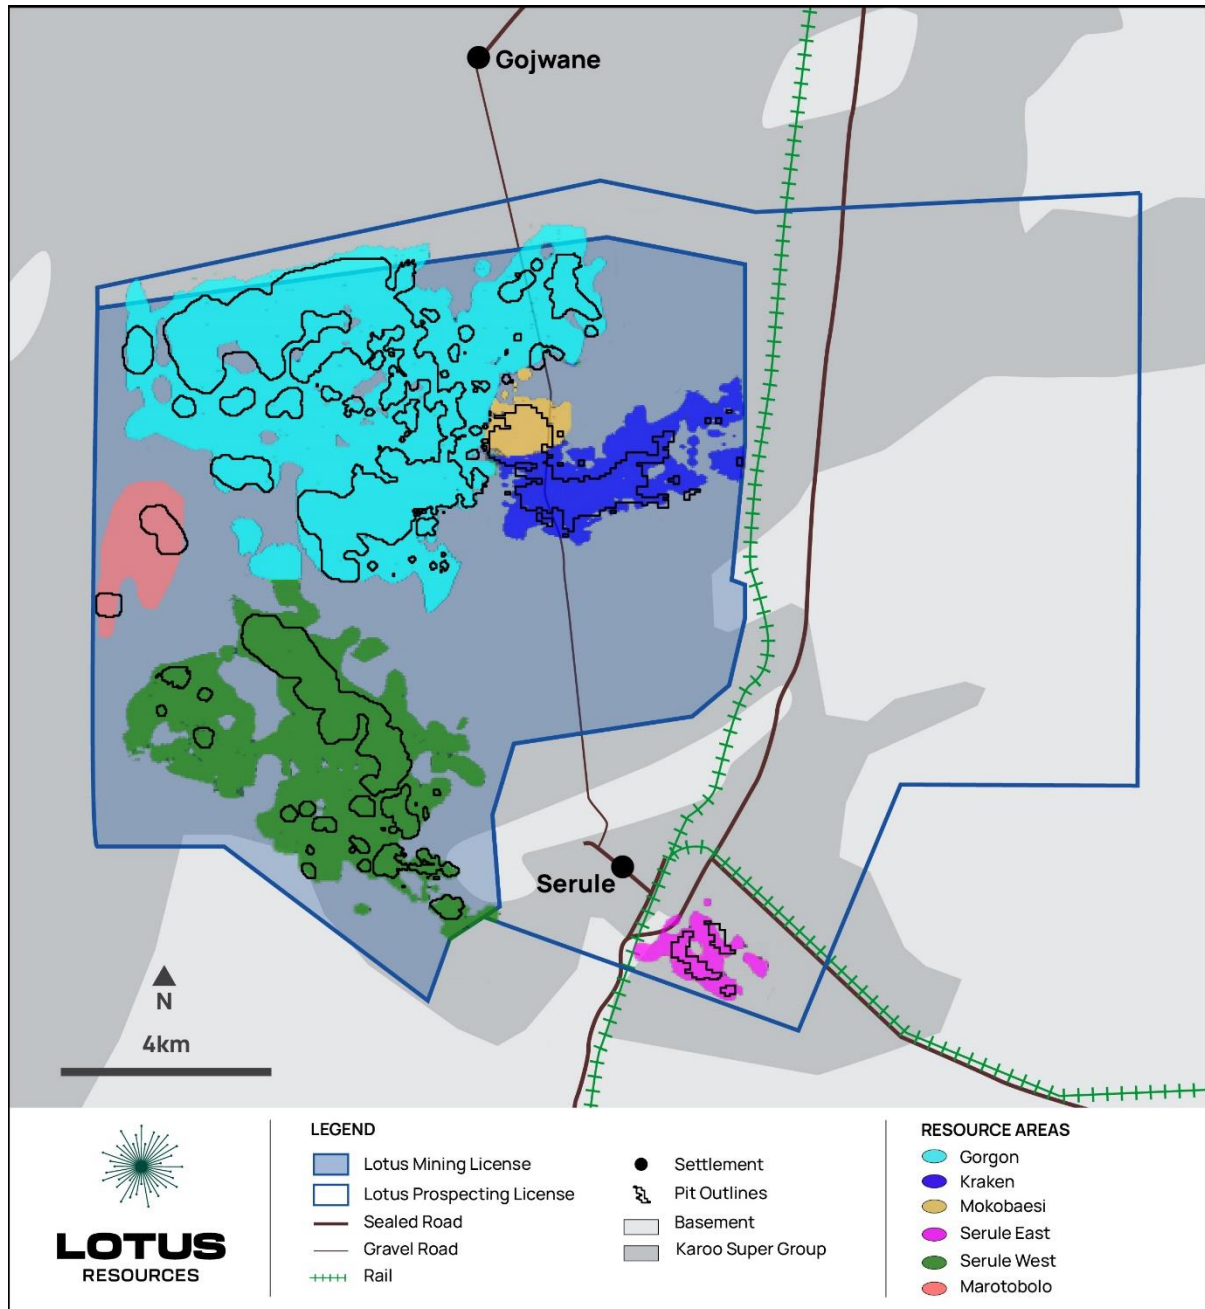 Gojwane
Serule
N
4km
LOTUS
RESOURCES
LEGEND
Lotus Mining License
Lotus Prospecting License
Sealed Road
Gravel Road
Rail
Settlement
Pit Outlines
Basement
Karoo Super Group
RESOURCE AREAS
Gorgon
Kraken
Mokobaesi
Serule East
Serule West
Marotobolo